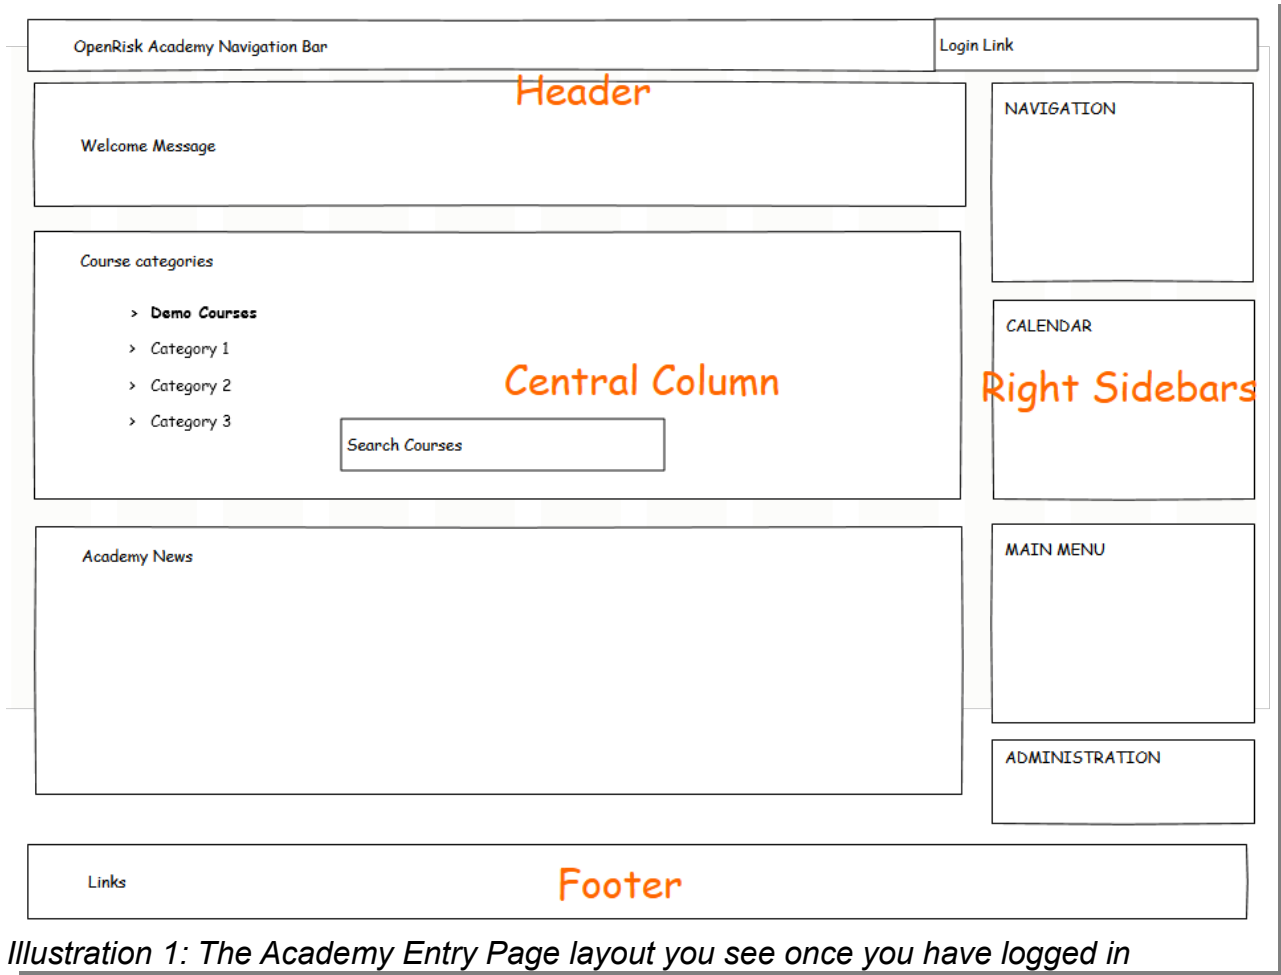 OpenRisk Academy Navigation Bar
Login Link
Header
Welcome Message
NAVIGATION
Course categories
> Demo Courses
> Category 1
> Category 2
> Category 3
Central Column
Search Courses
CALENDAR
Right Sidebars
Academy News
MAIN MENU
ADMINISTRATION
Links
Footer
Illustration 1: The Academy Entry Page layout you see once you have logged in